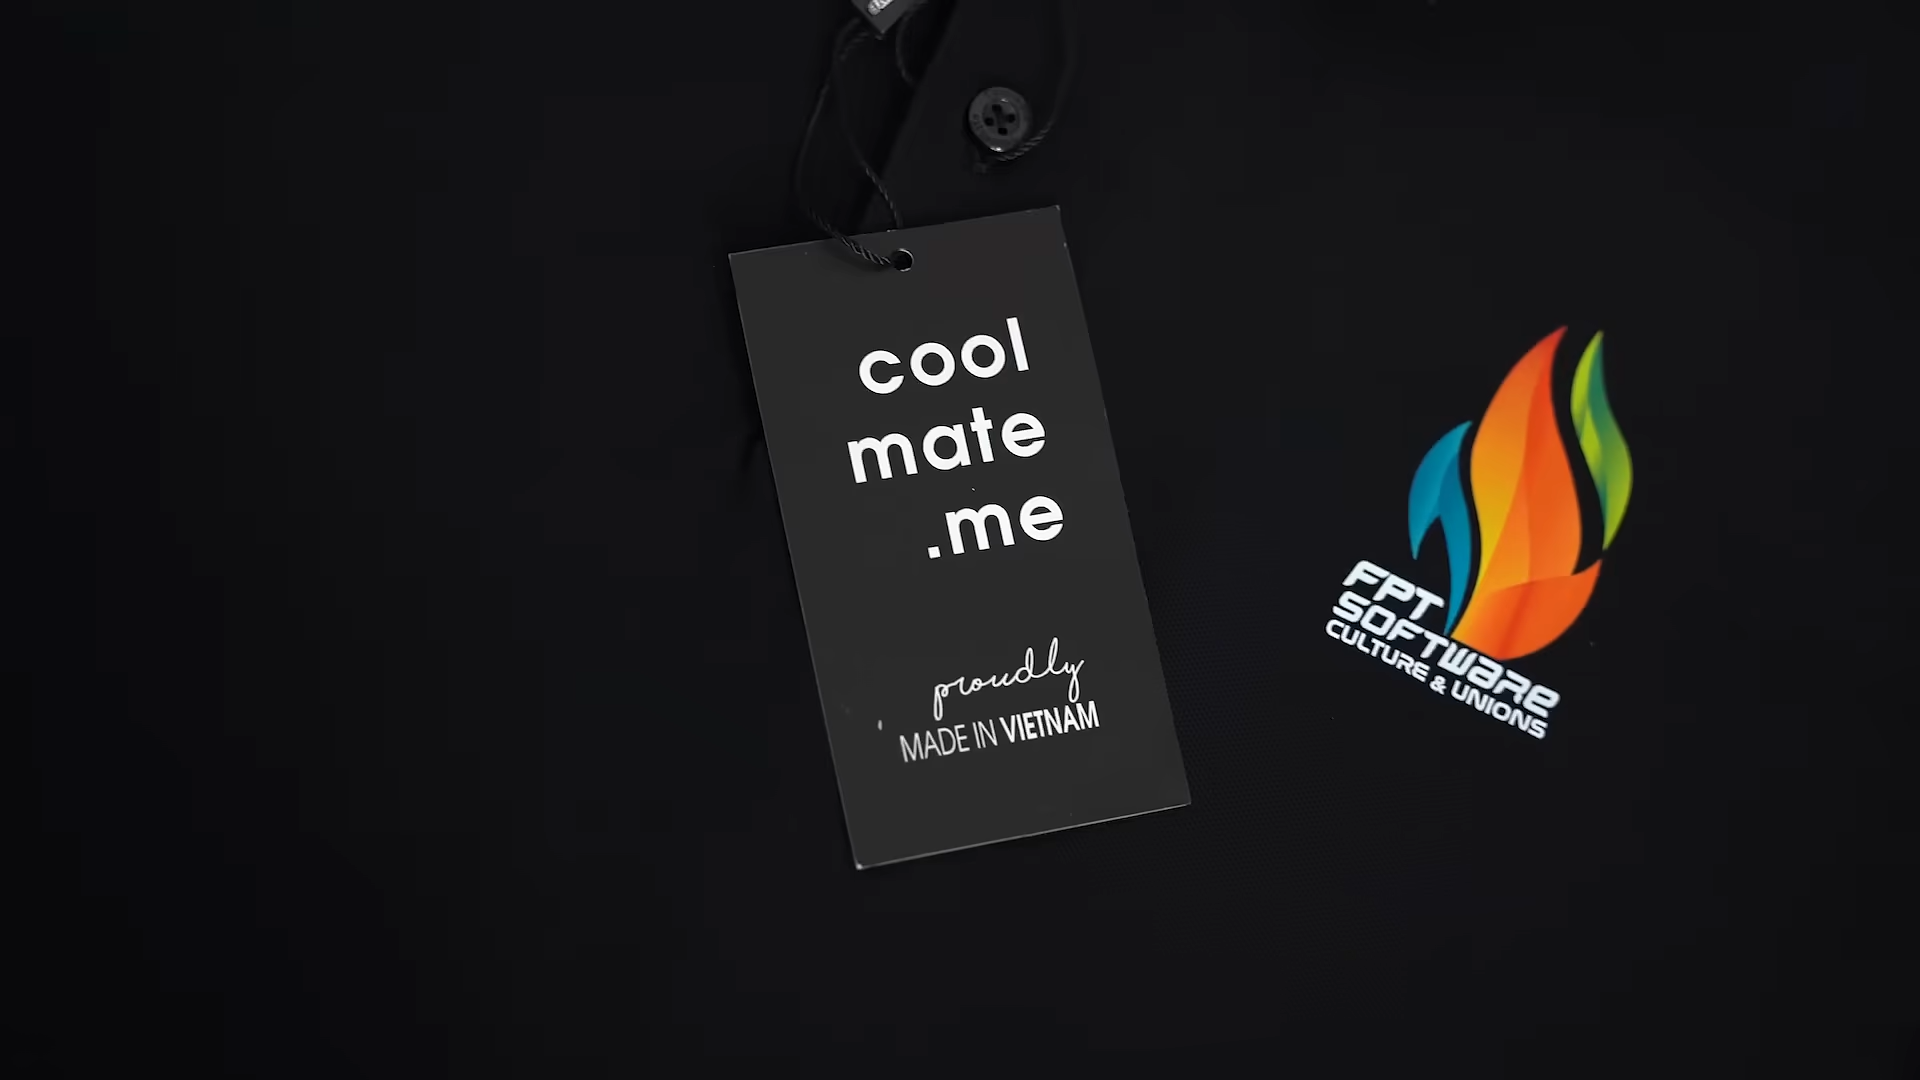 cool
mate
.me
proudly
MADE IN VIETNAM
FPT
SOFTWARE
CULTURE & UNIONS